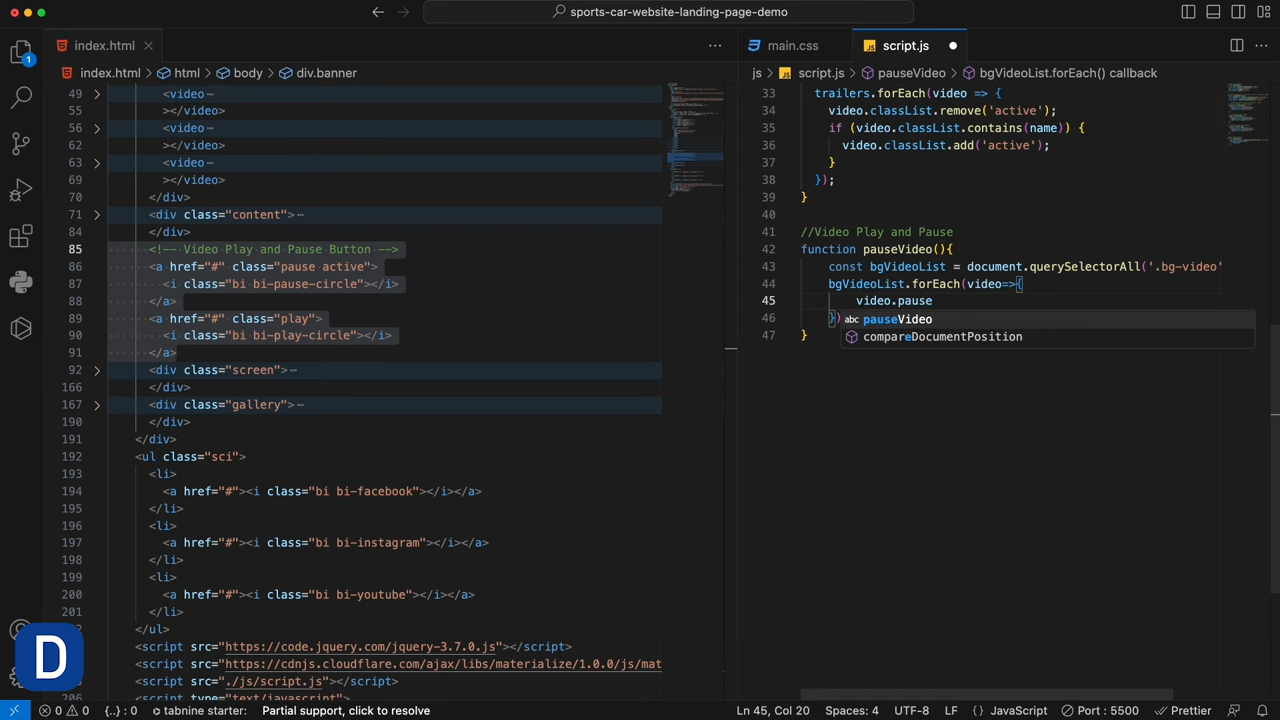 sports-car-website-landing-page-demo
index.html
index.html > html > body > div.banner
49 <video
55 ></video>
56 <video
62 ></video>
63 <video
69 ></video>
70 </div>
71 <div class="content">
84 </div>
85 <!-- Video Play and Pause Button -->
86 <a href="#" class="pause active">
87 <i class="bi bi-pause-circle"></i>
88 </a>
89 <a href="#" class="play">
90 <i class="bi bi-play-circle"></i>
91 </a>
92 <div class="screen">
166 </div>
167 <div class="gallery">
190 </div>
191 </div>
192 <ul class="sci">
193 <li>
194 <a href="#"><i class="bi bi-facebook"></i></a>
195 </li>
196 <li>
197 <a href="#"><i class="bi bi-instagram"></i></a>
198 </li>
199 <li>
200 <a href="#"><i class="bi bi-youtube"></i></a>
201 </li>
</ul>
<script src="https://code.jquery.com/jquery-3.7.0.js"></script>
<script src="https://cdnjs.cloudflare.com/ajax/libs/materialize/1.0.0/js/mat
<script src="./js/script.js"></script>
206 <script type="text/javascript">
main.css script.js
js > script.js > pauseVideo > bgVideoList.forEach() callback
33 trailers.forEach(video => {
34 video.classList.remove('active');
35 if (video.classList.contains(name)) {
36 video.classList.add('active');
37 }
38 });
39 }
40
41 //Video Play and Pause
42 function pauseVideo(){
43 const bgVideoList = document.querySelectorAll('.bg-video'
44 bgVideoList.forEach(video=>{
45 video.pause
46 }) abc pauseVideo
compareDocumentPosition
47 }
1
D
0 0 {..} : 0 tabnine starter: Partial support, click to resolve
Ln 45, Col 20 Spaces: 4 UTF-8 LF {} JavaScript Port : 5500 Prettier